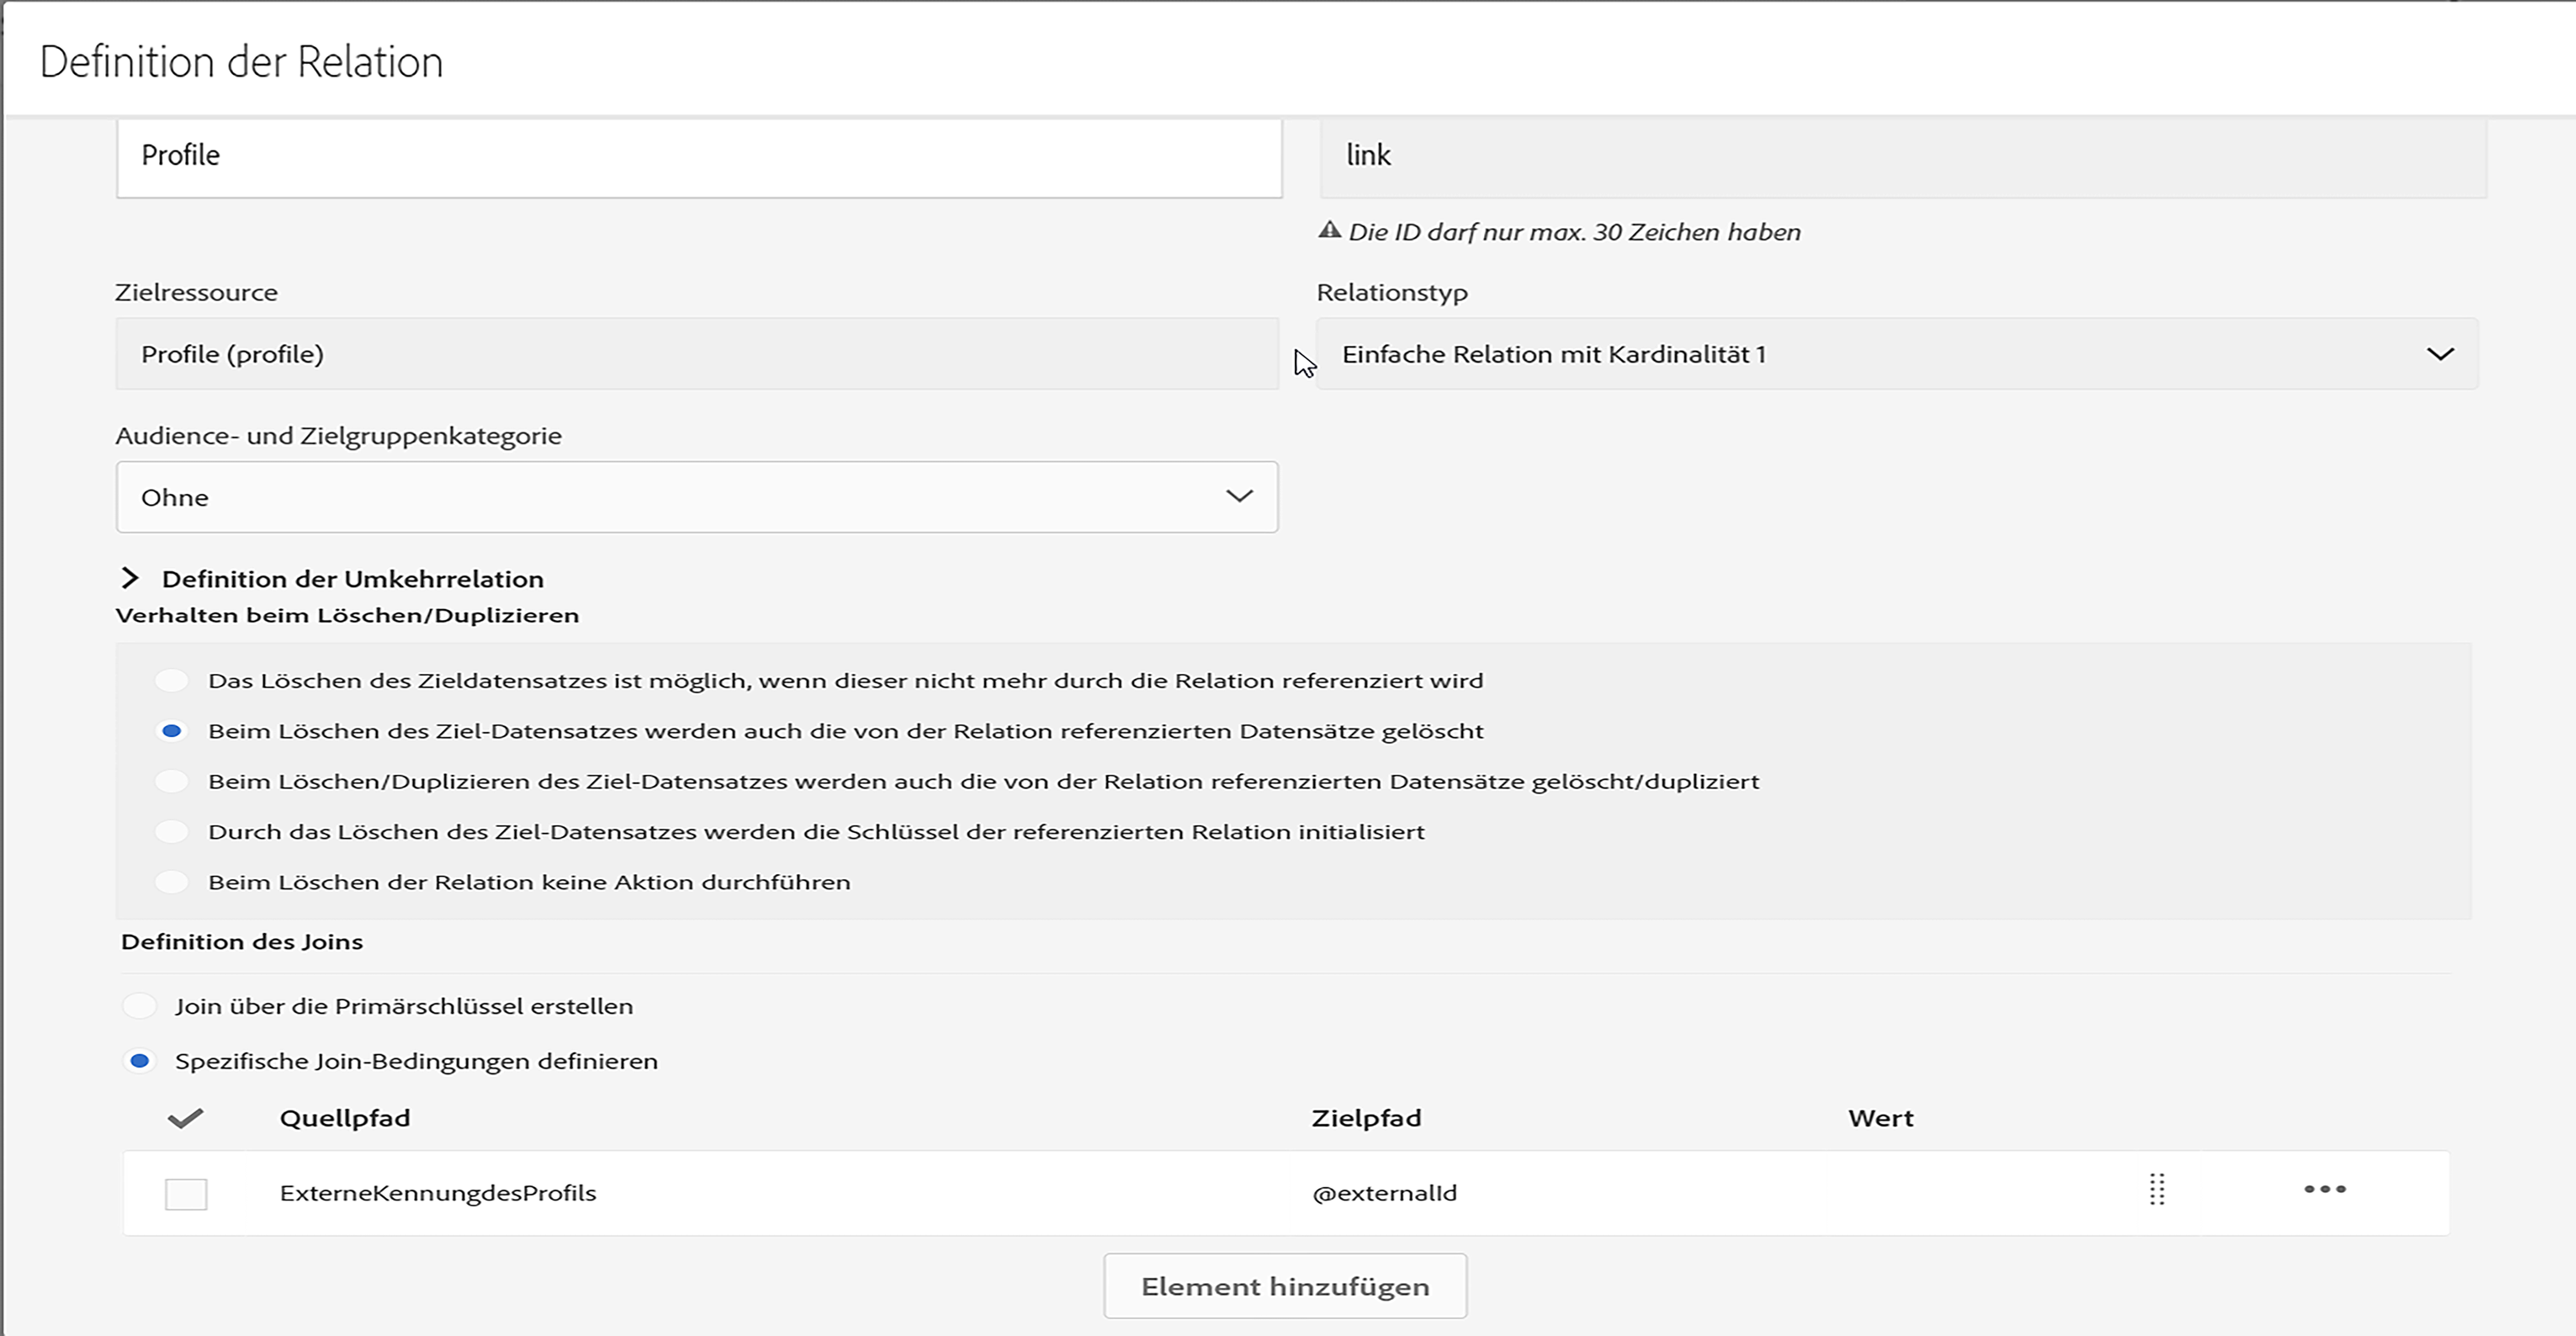 Definition der Relation
Profile
link
Die ID darf nur max. 30 Zeichen haben
Zielressource
Relationstyp
Profile (profile)
Einfache Relation mit Kardinalität 1
Audience- und Zielgruppenkategorie
Ohne
Definition der Umkehrrelation
Verhalten beim Löschen/Duplizieren
Das Löschen des Zieldatensatzes ist möglich, wenn dieser nicht mehr durch die Relation referenziert wird
Beim Löschen des Ziel-Datensatzes werden auch die von der Relation referenzierten Datensätze gelöscht
Beim Löschen/Duplizieren des Ziel-Datensatzes werden auch die von der Relation referenzierten Datensätze gelöscht/dupliziert
Durch das Löschen des Ziel-Datensatzes werden die Schlüssel der referenzierten Relation initialisiert
Beim Löschen der Relation keine Aktion durchführen
Definition des Joins
Join über die Primärschlüssel erstellen
Spezifische Join-Bedingungen definieren
Quellpfad
Zielpfad
Wert
ExterneKennungdesProfils
@externalId
Element hinzufügen